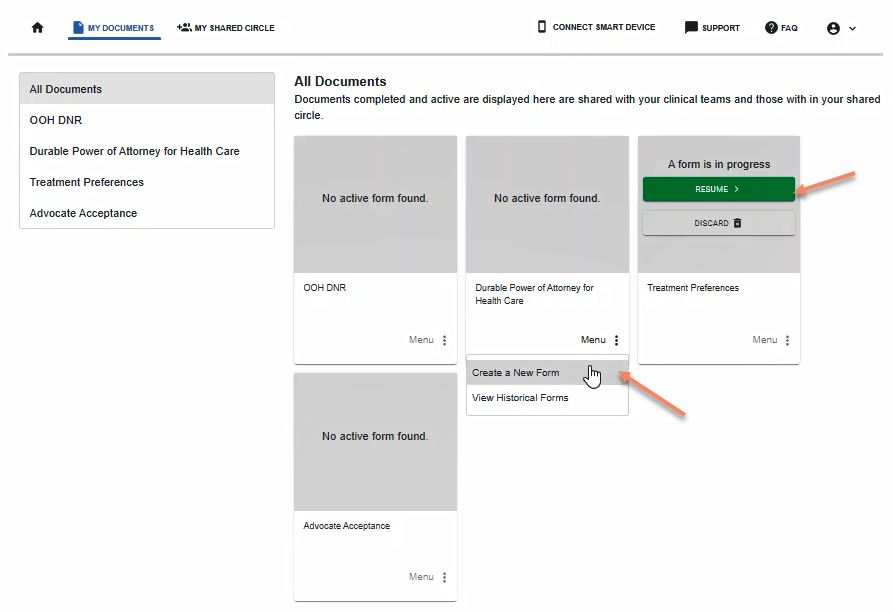 MY DOCUMENTS
MY SHARED CIRCLE
CONNECT SMART DEVICE
SUPPORT
FAQ
All Documents
OOH DNR
Durable Power of Attorney for Health Care
Treatment Preferences
Advocate Acceptance
All Documents
Documents completed and active are displayed here are shared with your clinical teams and those with in your shared
circle.
No active form found.
OOH DNR
Menu
No active form found.
Durable Power of Attorney for
Health Care
Menu
Create a New Form
View Historical Forms
A form is in progress
RESUME
DISCARD
Treatment Preferences
Menu
No active form found.
Advocate Acceptance
Menu